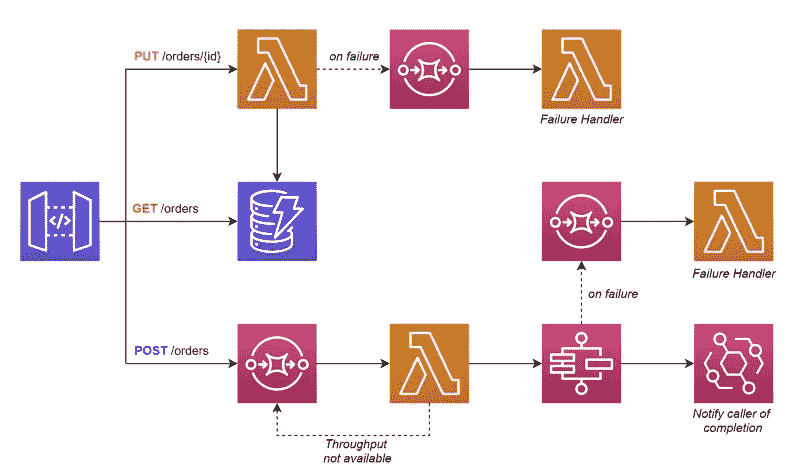 PUT /orders/{id}
on failure
Failure Handler
GET /orders
Failure Handler
on failure
POST /orders
Notify caller of
completion
Throughput
not available